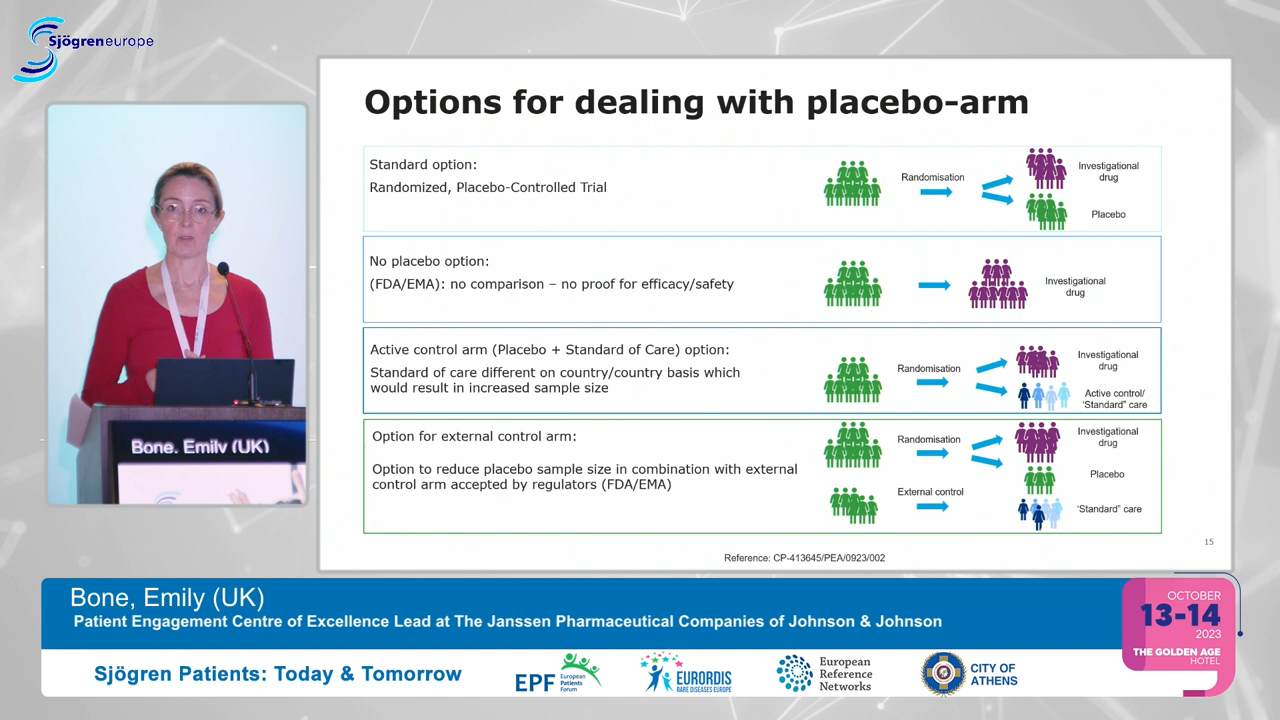 Sjögreneurope
Options for dealing with placebo-arm
Standard option:
Randomized, Placebo-Controlled Trial
Randomisation
Investigational
drug
Placebo
No placebo option:
(FDA/EMA): no comparison – no proof for efficacy/safety
Investigational
drug
Active control arm (Placebo + Standard of Care) option:
Standard of care different on country/country basis which
would result in increased sample size
Randomisation
Investigational
drug
Active control/
‘Standard” care
Option for external control arm:
Option to reduce placebo sample size in combination with external
control arm accepted by regulators (FDA/EMA)
Randomisation
Investigational
drug
Placebo
External control
‘Standard” care
15
Reference: CP-413645/PEA/0923/002
Bone, Emily (UK)
Bone, Emily (UK)
Patient Engagement Centre of Excellence Lead at The Janssen Pharmaceutical Companies of Johnson & Johnson
OCTOBER
13-14
2023
THE GOLDEN AGE
HOTEL
Sjögren Patients: Today & Tomorrow
EPF European
Patients
Forum
EURORDIS
RARE DISEASES EUROPE
European
Reference
Networks
CITY OF
ATHENS